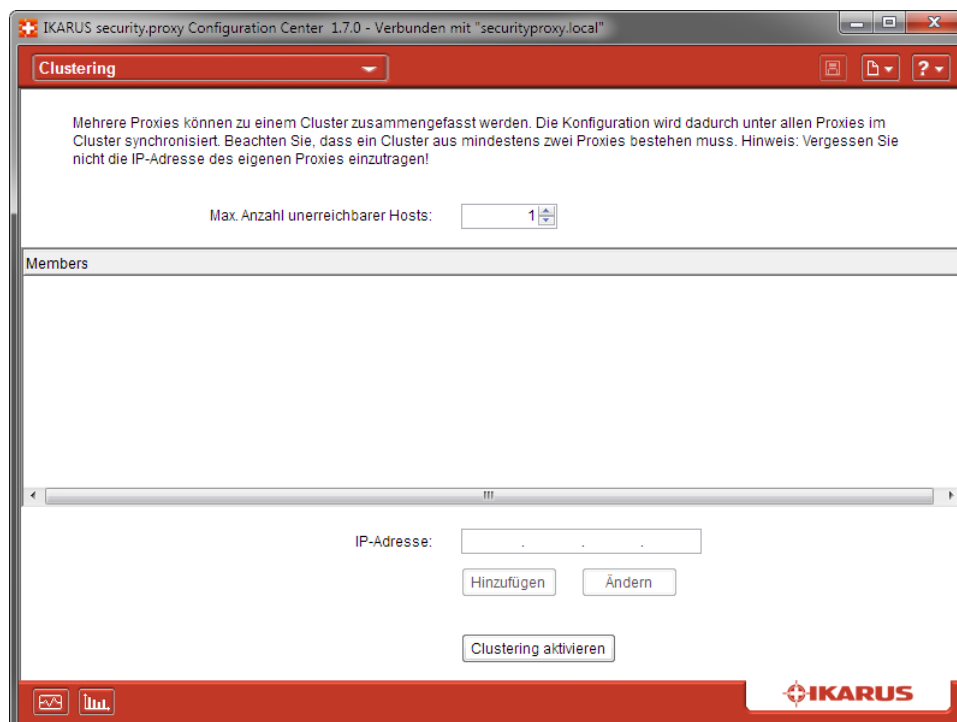 IKARUS security.proxy Configuration Center 1.7.0 - Verbunden mit "securityproxy.local"
Clustering
?
Mehrere Proxies können zu einem Cluster zusammengefasst werden. Die Konfiguration wird dadurch unter allen Proxies im
Cluster synchronisiert. Beachten Sie, dass ein Cluster aus mindestens zwei Proxies bestehen muss. Hinweis: Vergessen Sie
nicht die IP-Adresse des eigenen Proxies einzutragen!
Max. Anzahl unerreichbarer Hosts: 1
Members
IP-Adresse: . . .
Hinzufügen Ändern
Clustering aktivieren
IKARUS